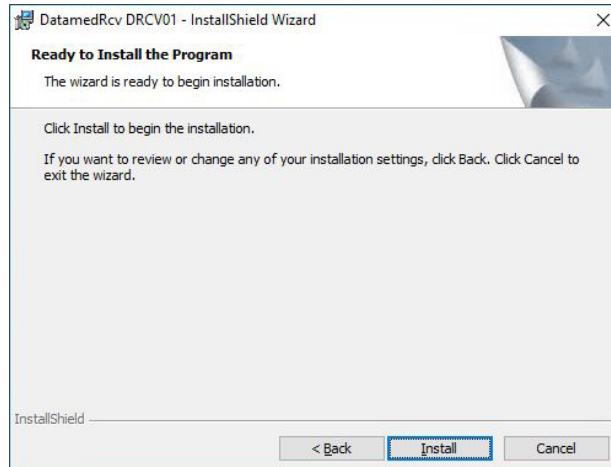 DatamedRcv DRCV01 - InstallShield Wizard
Ready to Install the Program
The wizard is ready to begin installation.
Click Install to begin the installation.
If you want to review or change any of your installation settings, click Back. Click Cancel to
exit the wizard.
InstallShield
< Back
Install
Cancel